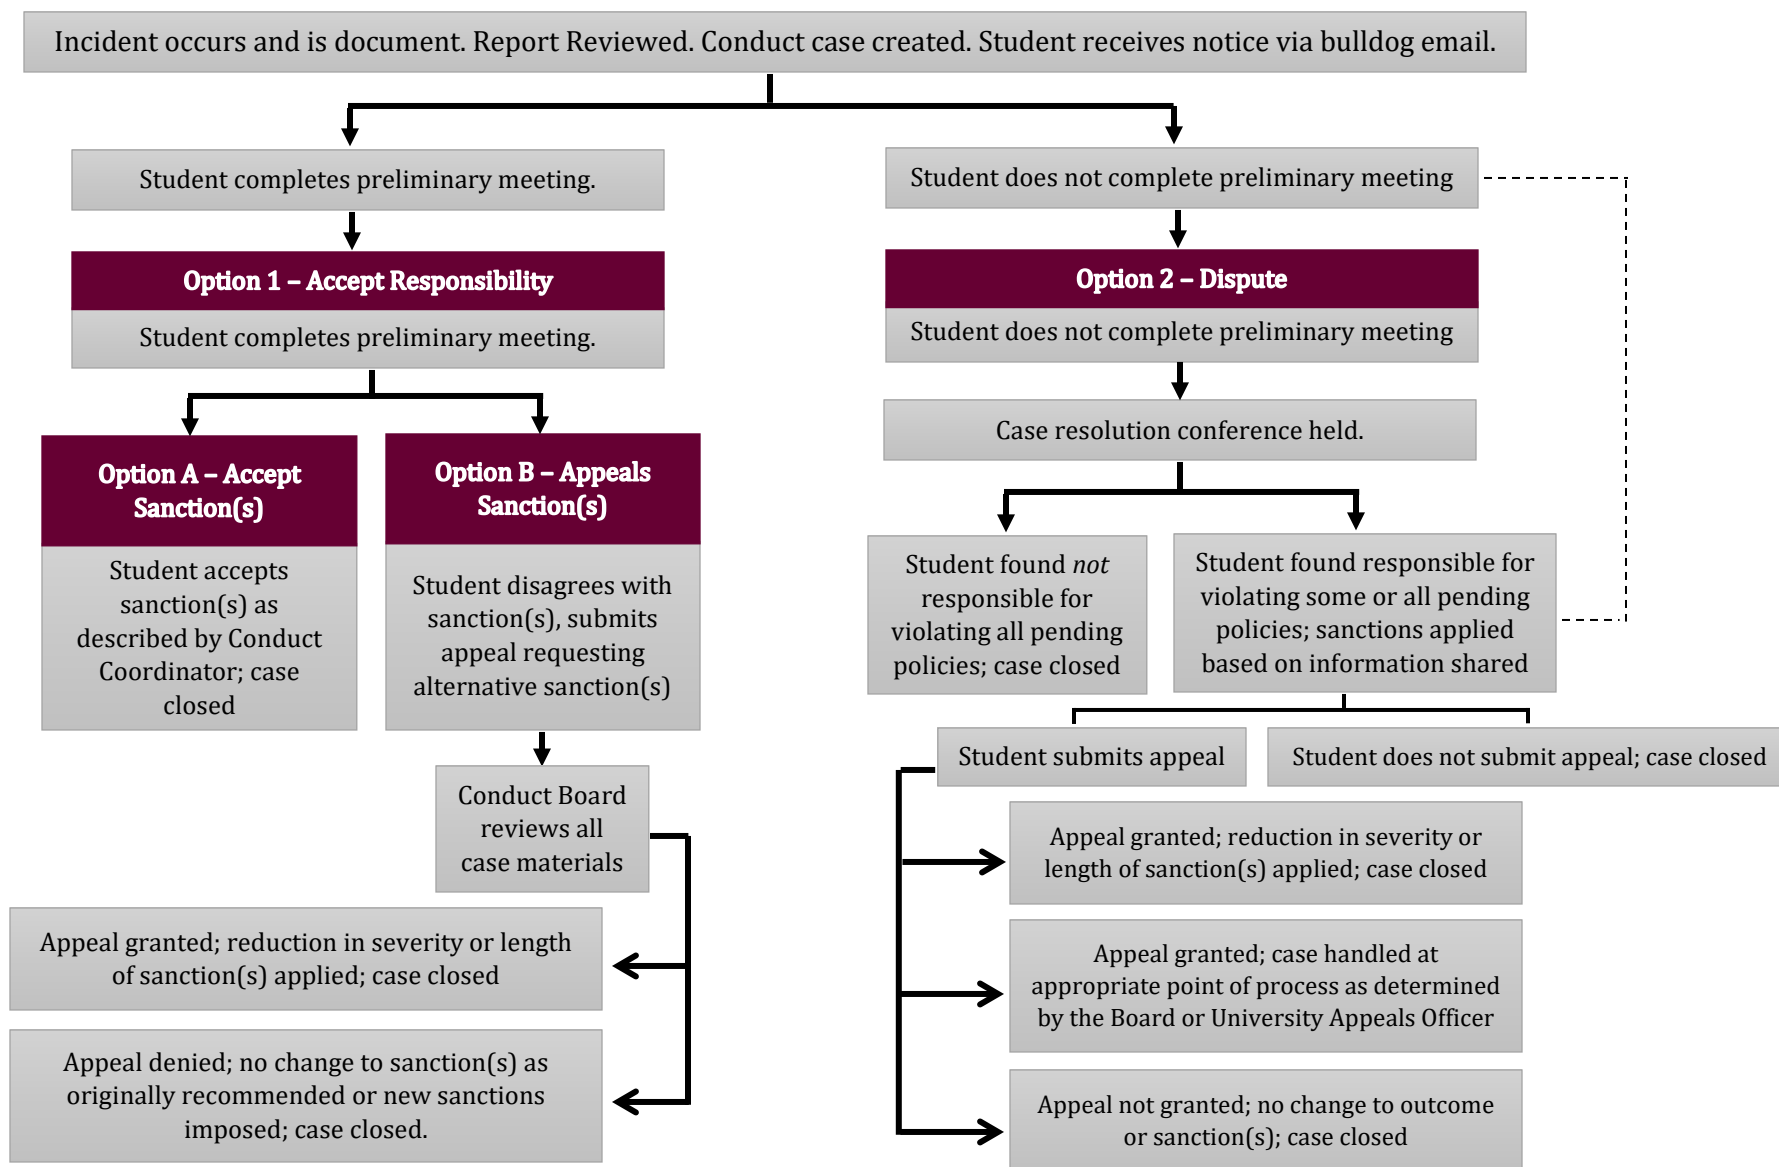 Incident occurs and is document. Report Reviewed. Conduct case created. Student receives notice via bulldog email.
Student completes preliminary meeting.
Option 1 – Accept Responsibility
Student completes preliminary meeting.
Option A – Accept
Sanction(s)
Student accepts
sanction(s) as
described by Conduct
Coordinator; case
closed
Option B – Appeals
Sanction(s)
Student disagrees with
sanction(s), submits
appeal requesting
alternative sanction(s)
Conduct Board
reviews all
case materials
Appeal granted; reduction in severity or length
of sanction(s) applied; case closed
Appeal denied; no change to sanction(s) as
originally recommended or new sanctions
imposed; case closed.
Student does not complete preliminary meeting
Option 2 – Dispute
Student does not complete preliminary meeting
Case resolution conference held.
Student found not
responsible for
violating all pending
policies; case closed
Student found responsible for
violating some or all pending
policies; sanctions applied
based on information shared
Student submits appeal
Student does not submit appeal; case closed
Appeal granted; reduction in severity or
length of sanction(s) applied; case closed
Appeal granted; case handled at
appropriate point of process as determined
by the Board or University Appeals Officer
Appeal not granted; no change to outcome
or sanction(s); case closed